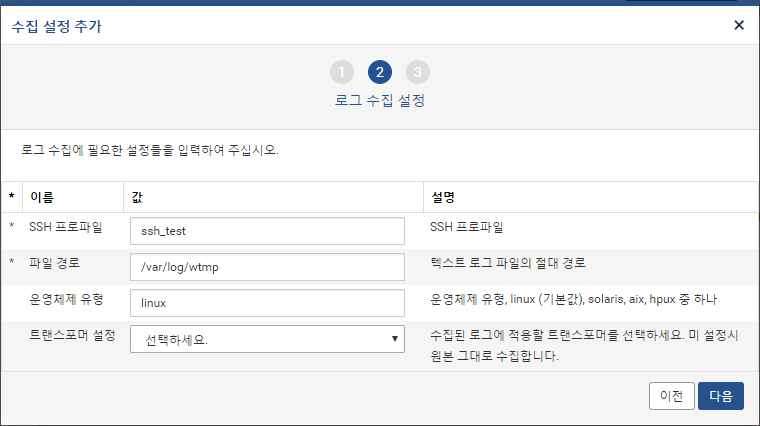 수집 설정 추가 ×
1 2 3
로그 수집 설정
로그 수집에 필요한 설정들을 입력하여 주십시오.
* 이름 값 설명
* SSH 프로파일 ssh_test SSH 프로파일
* 파일 경로 /var/log/wtmp 텍스트 로그 파일의 절대 경로
운영체제 유형 linux 운영체제 유형, linux (기본값), solaris, aix, hpux 중 하나
트랜스포머 설정 선택하세요. 수집된 로그에 적용할 트랜스포머를 선택하세요. 미 설정시
원본 그대로 수집합니다.
이전 다음